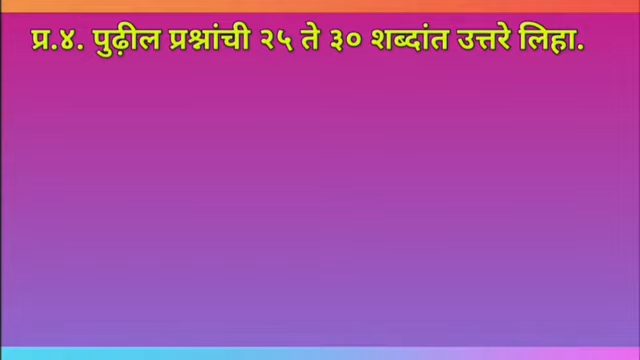 प्र.४. पुढील प्रश्नांची २५ ते ३० शब्दांत उत्तरे लिहा.